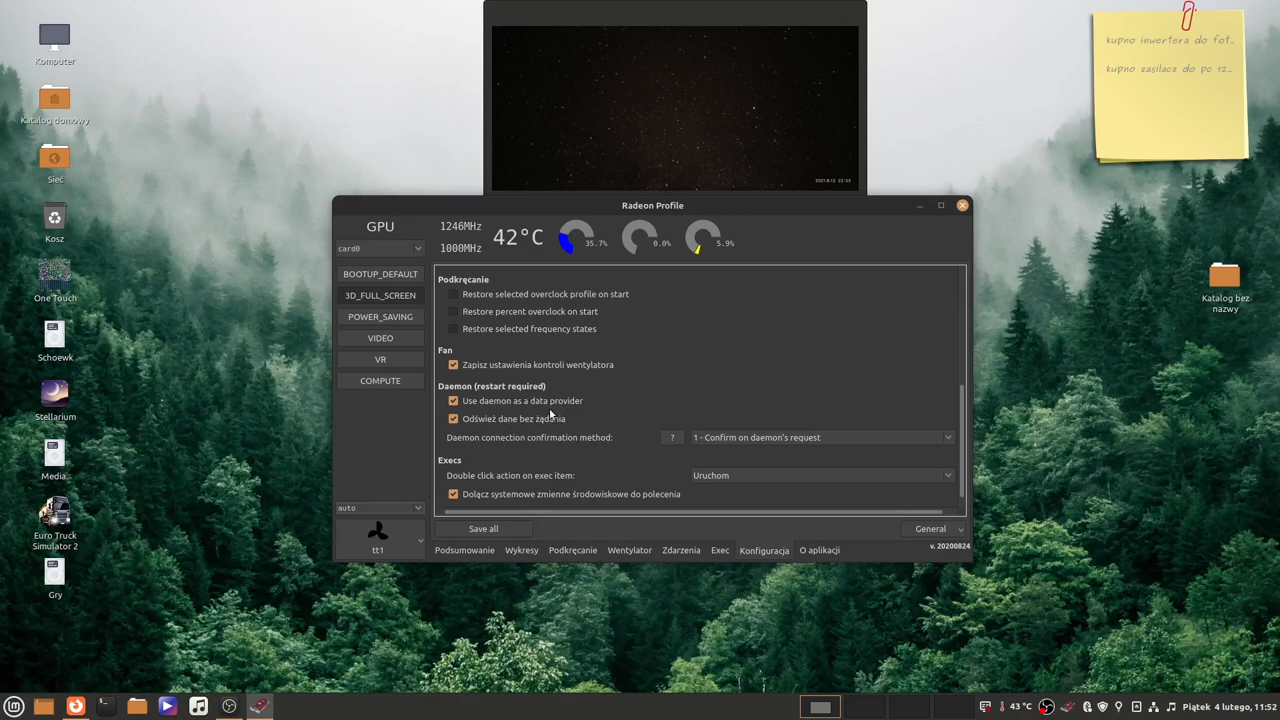 Komputer
Katalog domowy
Sieć
Kosz
One Touch
Schoewk
Stellarium
Media...
Euro Truck
Simulator 2
Gry
kupno inwertera do fot...
kupno zasilacz do pc 12...
Katalog bez
nazwy
Radeon Profile
GPU
card0
1246MHz
1000MHz
42°C
35.7%
0.0%
5.9%
BOOTUP_DEFAULT
3D_FULL_SCREEN
POWER_SAVING
VIDEO
VR
COMPUTE
auto
tt1
Podkręcanie
Restore selected overclock profile on start
Restore percent overclock on start
Restore selected frequency states
Fan
Zapisz ustawienia kontroli wentylatora
Daemon (restart required)
Use daemon as a data provider
Odśwież dane bez żądania
Daemon connection confirmation method:
?
1 - Confirm on daemon's request
Execs
Double click action on exec item:
Uruchom
Dołącz systemowe zmienne środowiskowe do polecenia
Save all
General
Podsumowanie
Wykresy
Podkręcanie
Wentylator
Zdarzenia
Exec
Konfiguracja
O aplikacji
v. 20200824
43 °C
Piątek 4 lutego, 11:52